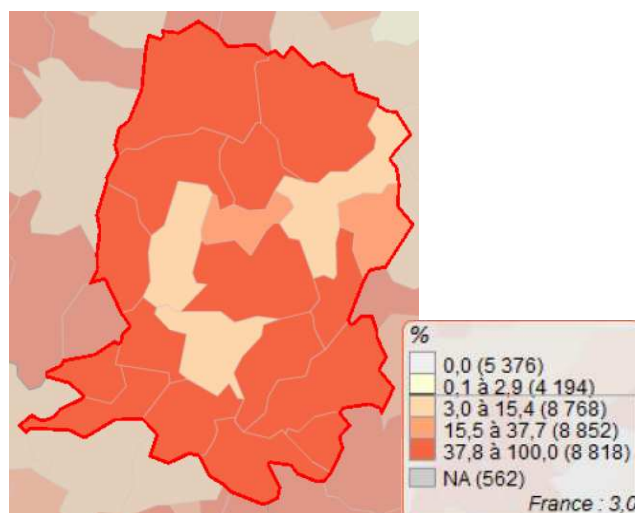 %
0,0 (5 376)
0,1 à 2,9 (4 194)
3,0 à 15,4 (8 768)
15,5 à 37,7 (8 852)
37,8 à 100,0 (8 818)
NA (562)
France : 3,0